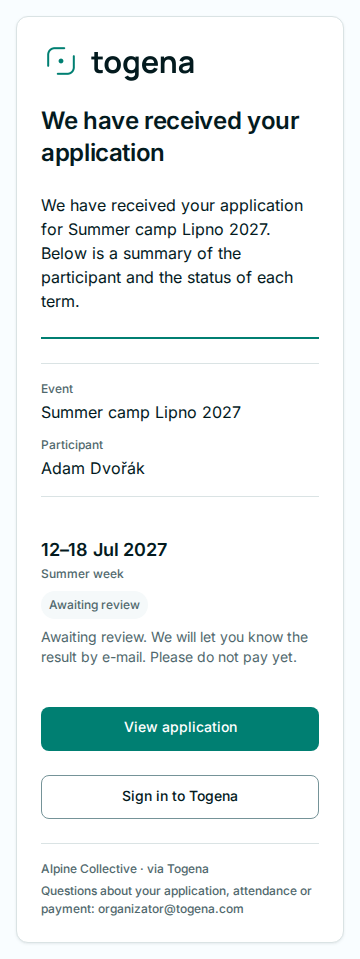 togena
We have received your
application
We have received your application
for Summer camp Lipno 2027.
Below is a summary of the
participant and the status of each
term.
Event
Summer camp Lipno 2027
Participant
Adam Dvořák
12–18 Jul 2027
Summer week
Awaiting review
Awaiting review. We will let you know the
result by e-mail. Please do not pay yet.
View application
Sign in to Togena
Alpine Collective · via Togena
Questions about your application, attendance or
payment: organizator@togena.com